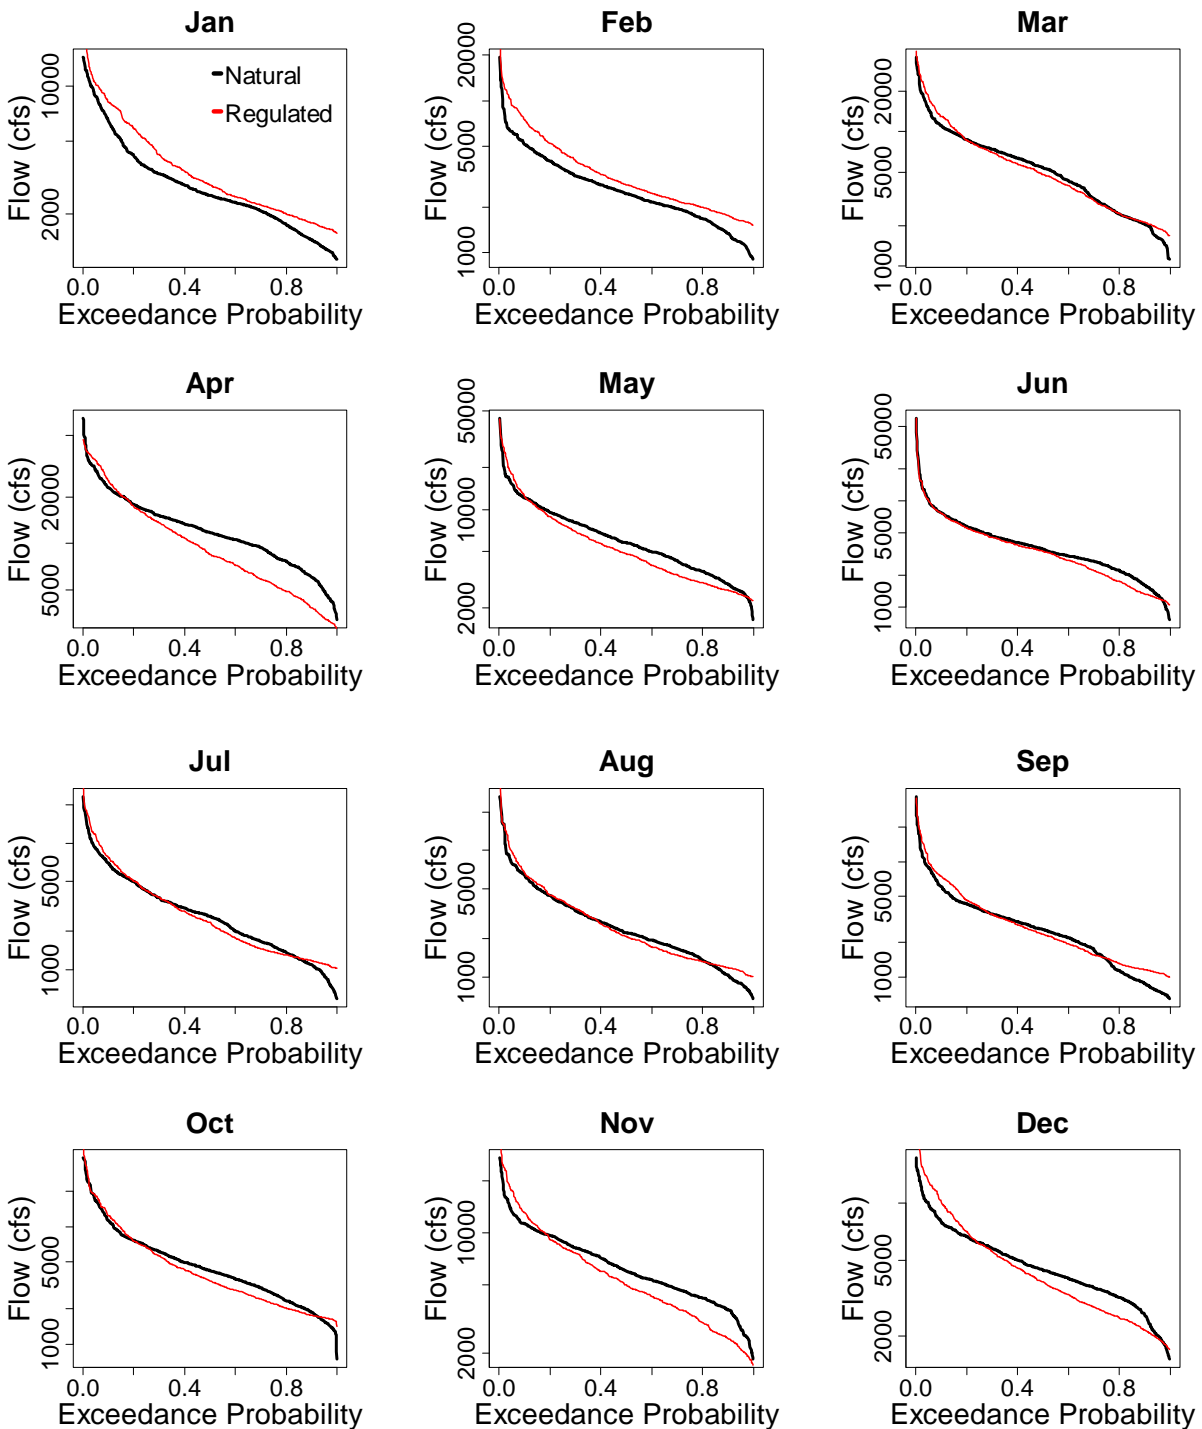 Jan
Flow (cfs)
10000
2000
Natural
Regulated
0.0 0.4 0.8
Exceedance Probability
Feb
Flow (cfs)
20000
5000
1000
0.0 0.4 0.8
Exceedance Probability
Mar
Flow (cfs)
20000
5000
1000
0.0 0.4 0.8
Exceedance Probability
Apr
Flow (cfs)
20000
5000
0.0 0.4 0.8
Exceedance Probability
May
Flow (cfs)
50000
10000
2000
0.0 0.4 0.8
Exceedance Probability
Jun
Flow (cfs)
50000
5000
1000
0.0 0.4 0.8
Exceedance Probability
Jul
Flow (cfs)
5000
1000
0.0 0.4 0.8
Exceedance Probability
Aug
Flow (cfs)
5000
1000
0.0 0.4 0.8
Exceedance Probability
Sep
Flow (cfs)
5000
1000
0.0 0.4 0.8
Exceedance Probability
Oct
Flow (cfs)
5000
1000
0.0 0.4 0.8
Exceedance Probability
Nov
Flow (cfs)
10000
2000
0.0 0.4 0.8
Exceedance Probability
Dec
Flow (cfs)
5000
2000
0.0 0.4 0.8
Exceedance Probability